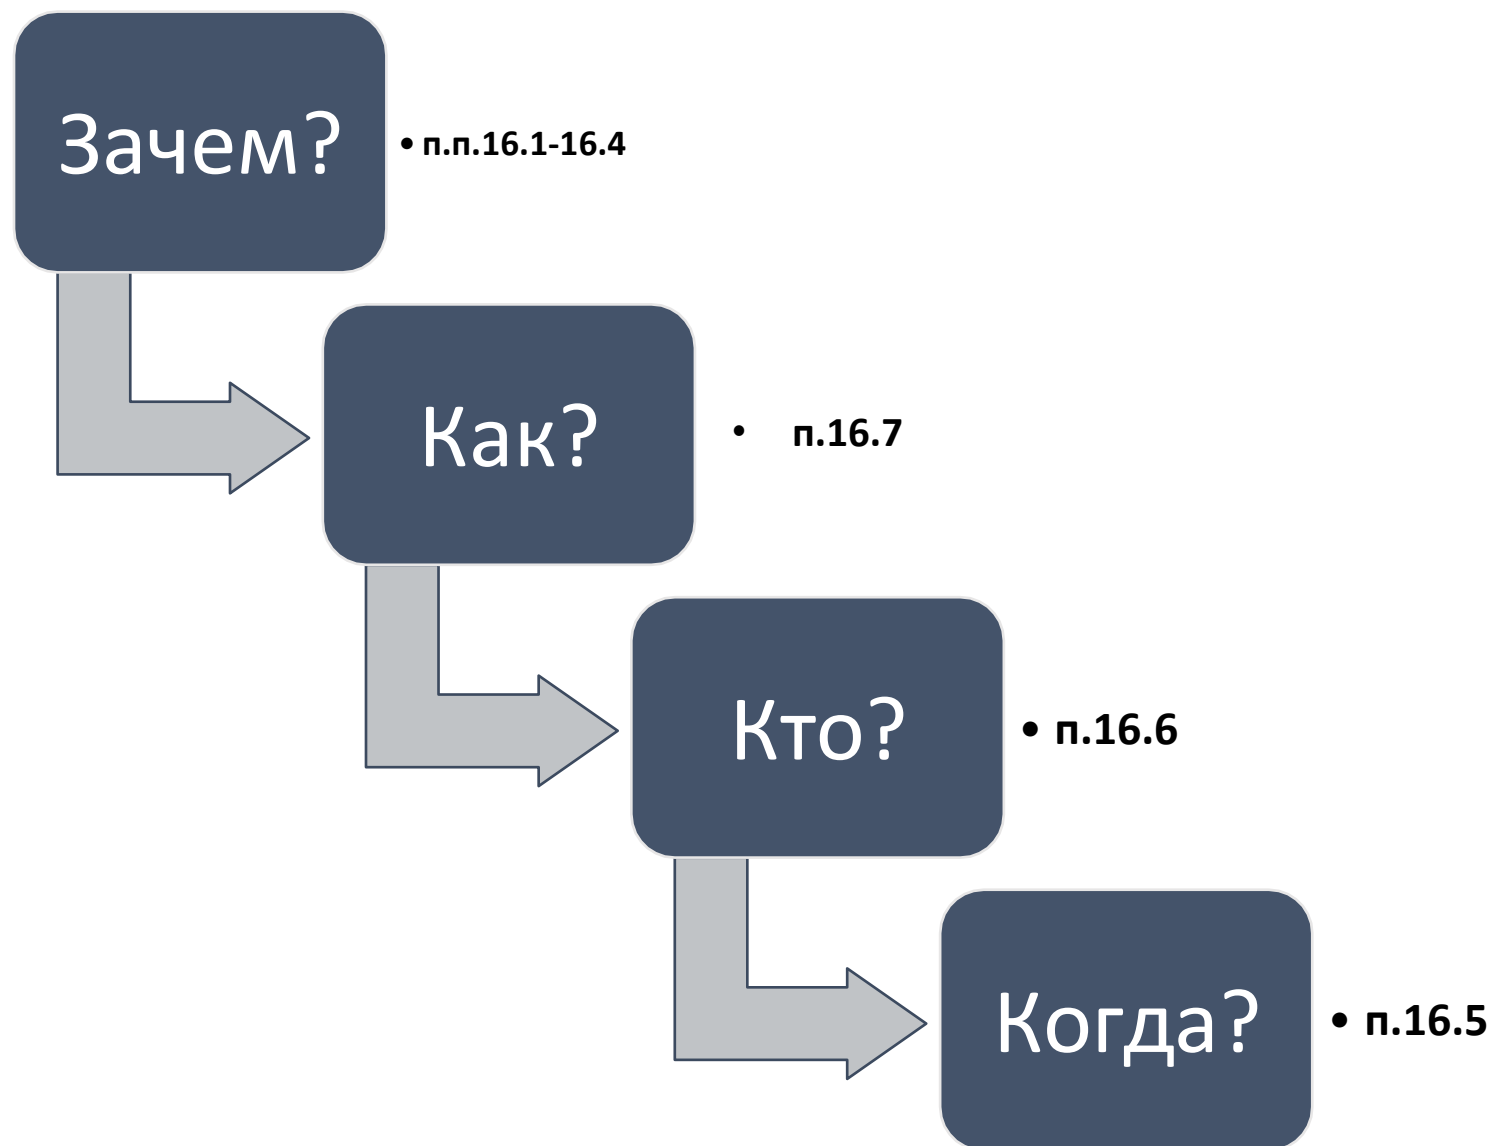 Зачем?
• п.п.16.1-16.4
Как?
• п.16.7
Кто?
• п.16.6
Когда?
• п.16.5